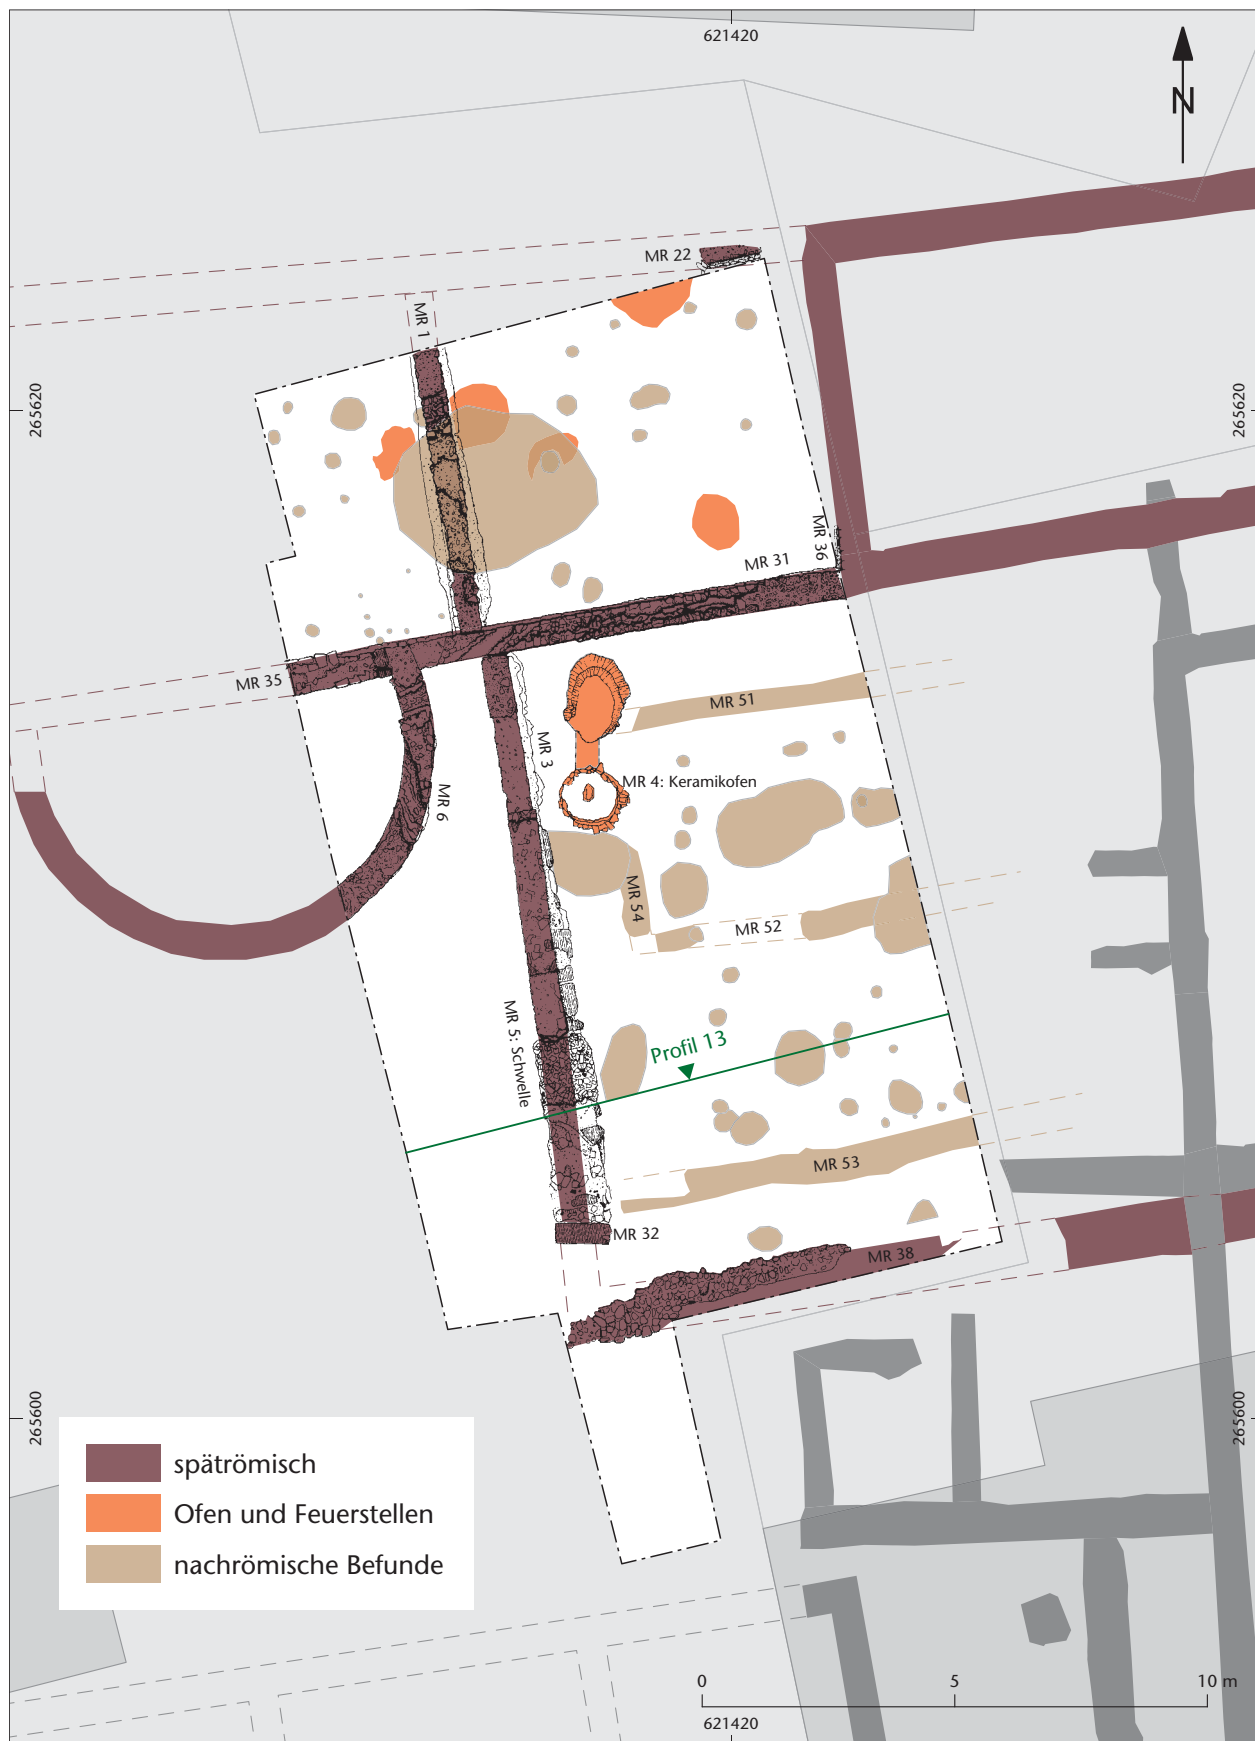 621420
N
MR 22
MR 1
265620
265620
MR 36
MR 31
MR 35
MR 51
MR 3
MR 4: Keramikofen
MR 6
MR 54
MR 52
MR 5: Schwelle
Profil 13
MR 53
MR 32
MR 38
265600
265600
spätrömisch
Ofen und Feuerstellen
nachrömische Befunde
0 5 10 m
621420